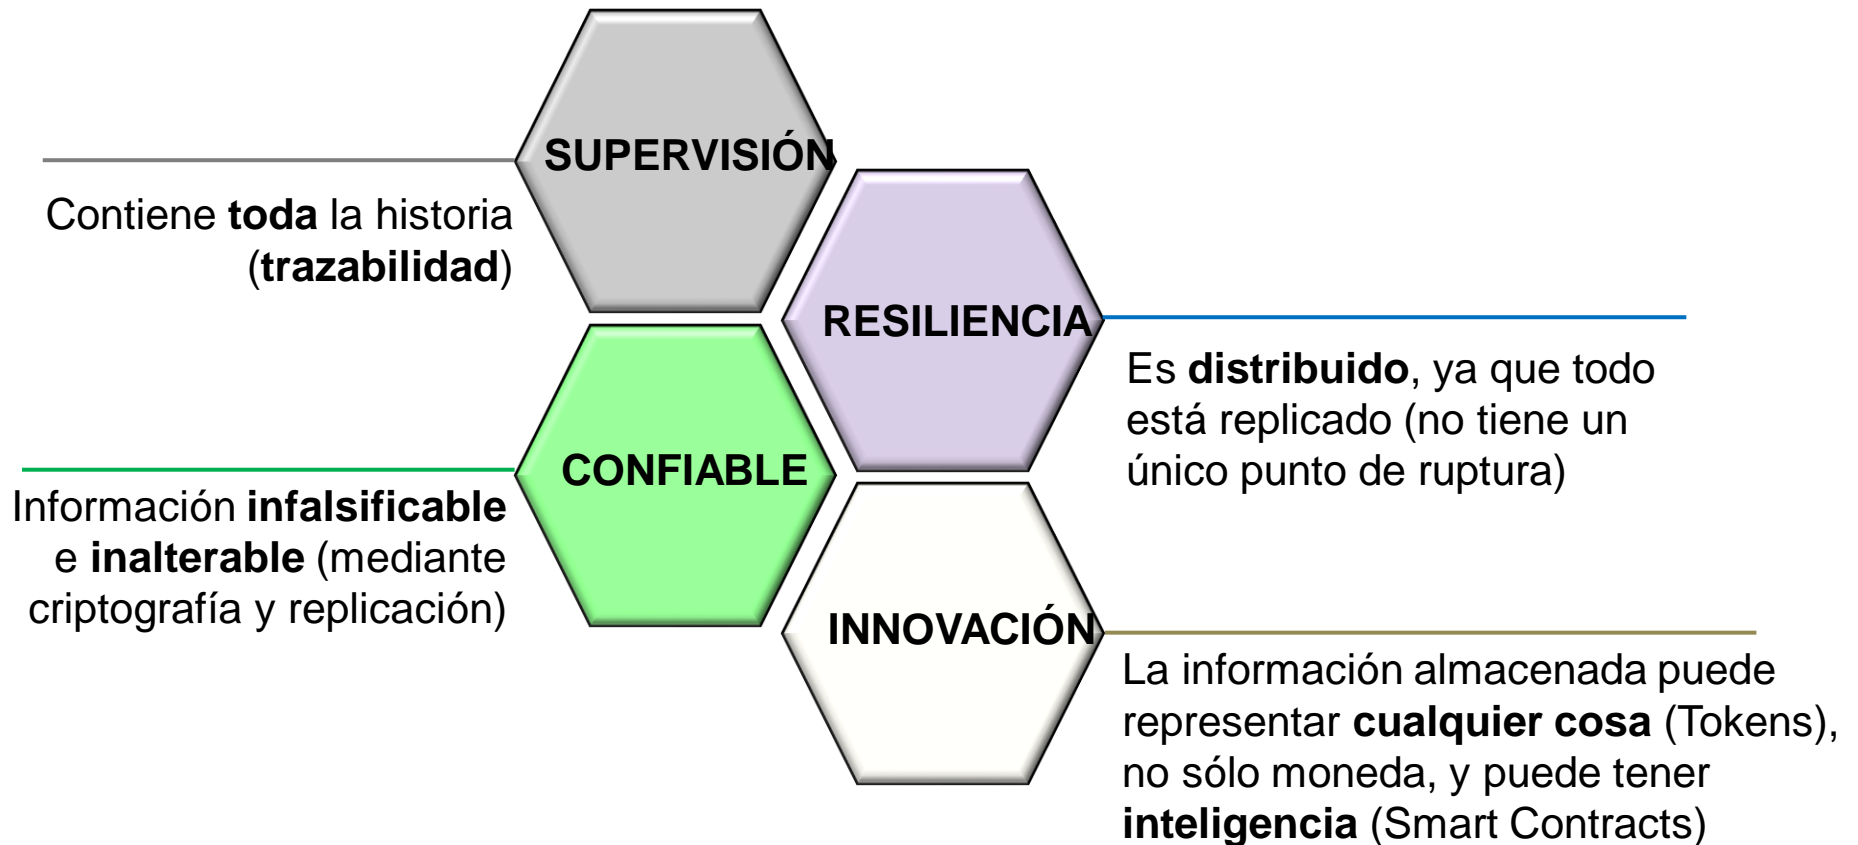 SUPERVISIÓN
Contiene toda la historia
(trazabilidad)
RESILIENCIA
Es distribuido, ya que todo
está replicado (no tiene un
único punto de ruptura)
CONFIABLE
Información infalsificable
e inalterable (mediante
criptografía y replicación)
INNOVACIÓN
La información almacenada puede
representar cualquier cosa (Tokens),
no sólo moneda, y puede tener
inteligencia (Smart Contracts)